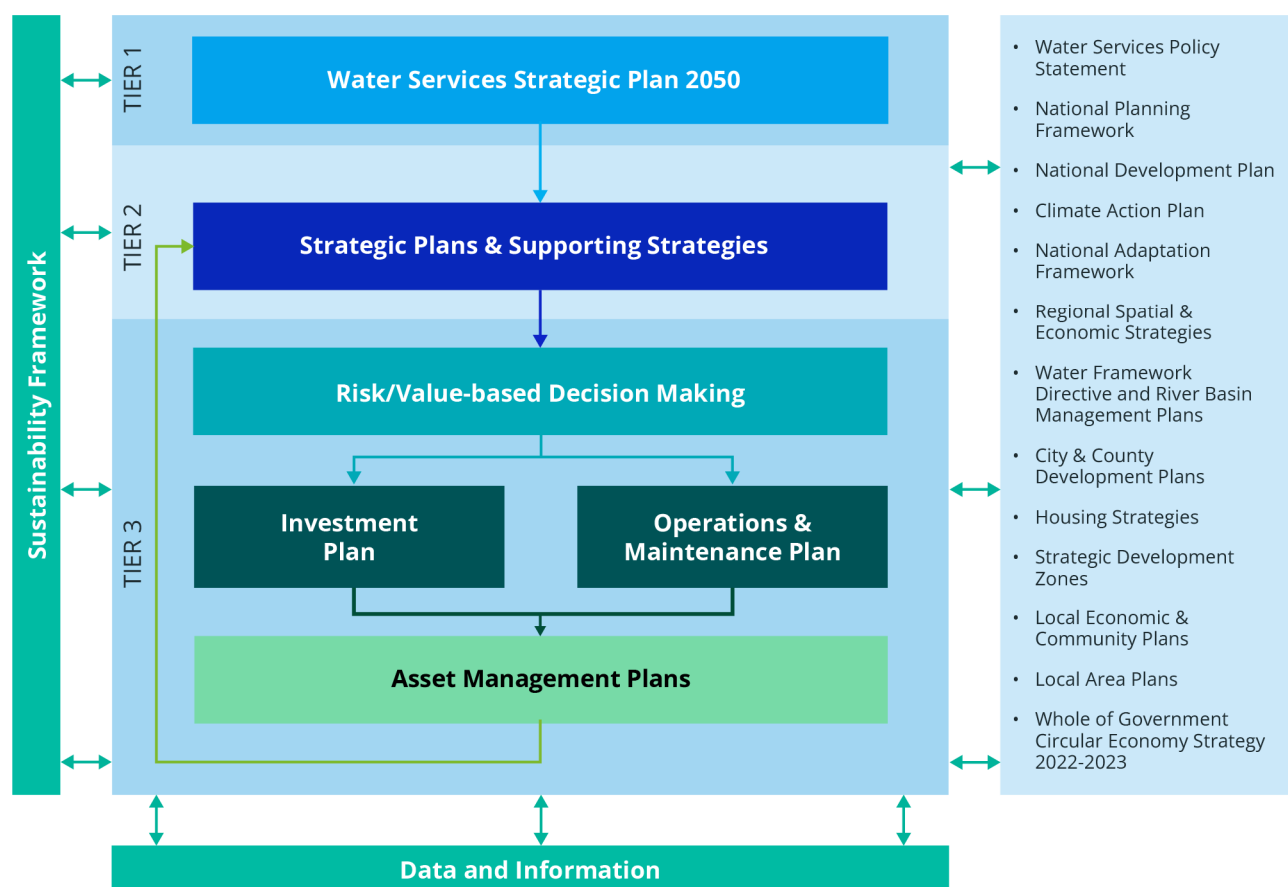 Sustainability Framework
TIER 1
Water Services Strategic Plan 2050
TIER 2
Strategic Plans & Supporting Strategies
TIER 3
Risk/Value-based Decision Making
Investment
Plan
Operations &
Maintenance Plan
Asset Management Plans
Data and Information
• Water Services Policy
Statement
• National Planning
Framework
• National Development Plan
• Climate Action Plan
• National Adaptation
Framework
• Regional Spatial &
Economic Strategies
• Water Framework
Directive and River Basin
Management Plans
• City & County
Development Plans
• Housing Strategies
• Strategic Development
Zones
• Local Economic &
Community Plans
• Local Area Plans
• Whole of Government
Circular Economy Strategy
2022-2023